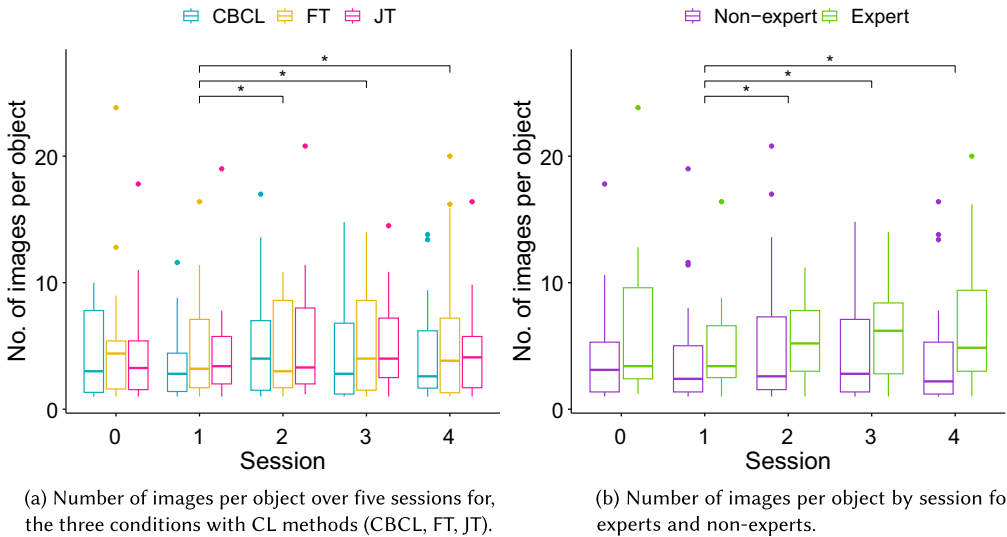 CBCL FT JT
No. of images per object
20
10
0
* * *
0 1 2 3 4
Session
(a) Number of images per object over five sessions for,
the three conditions with CL methods (CBCL, FT, JT).
Non-expert Expert
No. of images per object
20
10
0
* * *
0 1 2 3 4
Session
(b) Number of images per object by session fo
experts and non-experts.